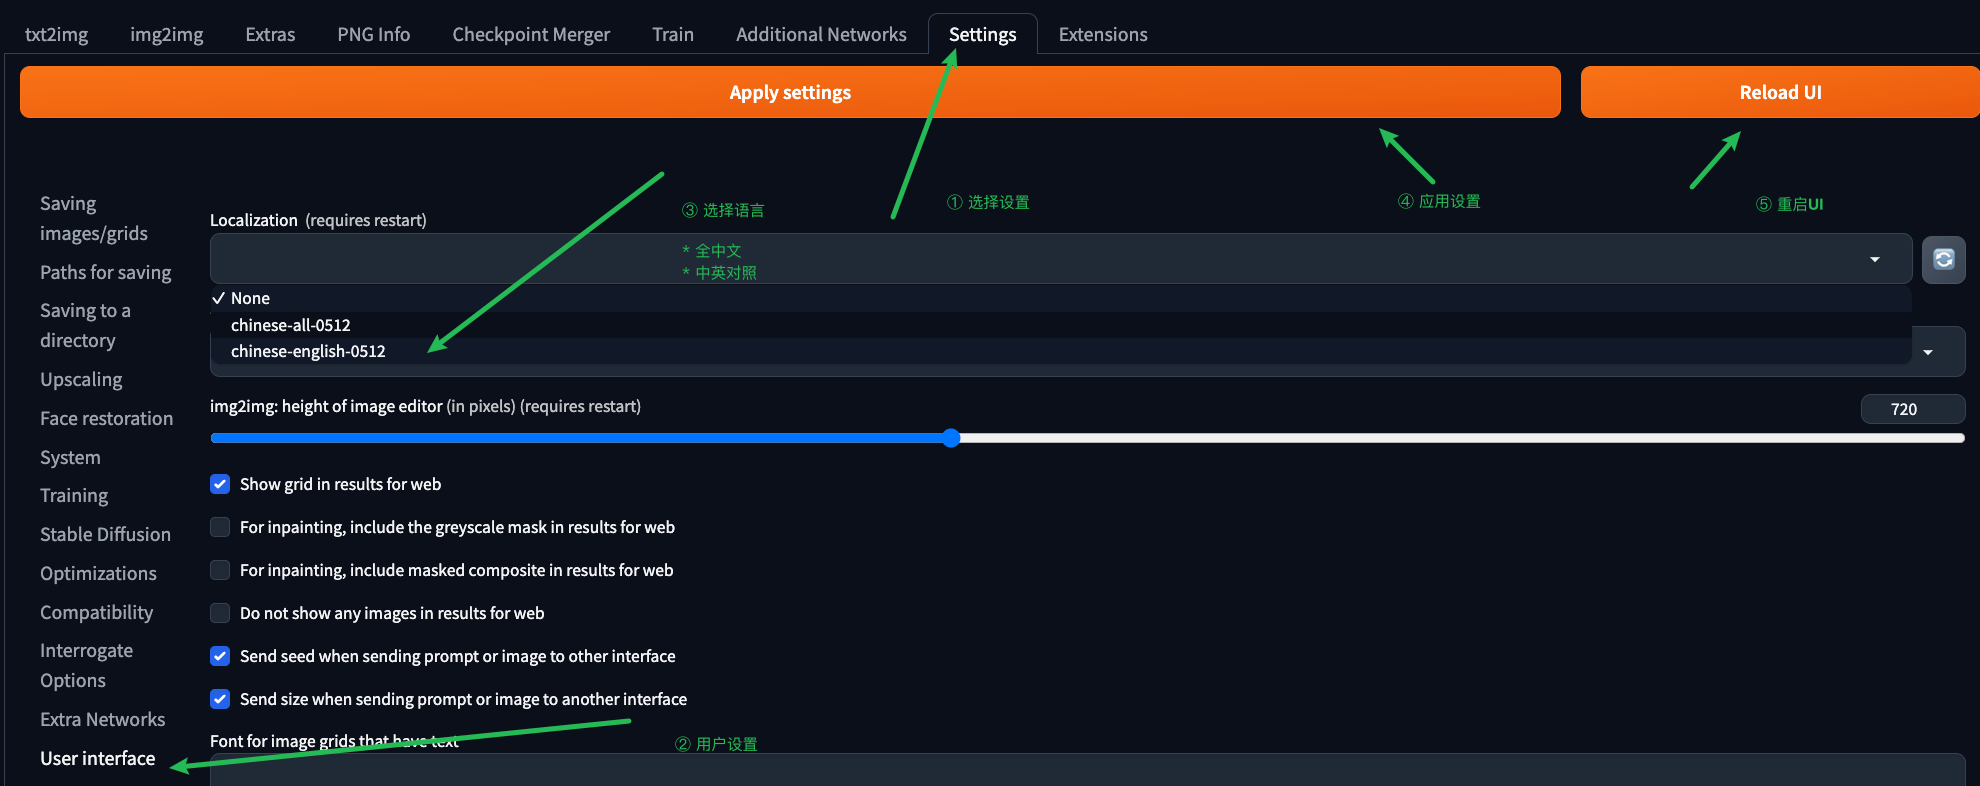 txt2img img2img Extras PNG Info Checkpoint Merger Train Additional Networks Settings Extensions
Apply settings Reload UI
Saving
images/grids
Paths for saving
Saving to a
directory
Upscaling
Face restoration
System
Training
Stable Diffusion
Optimizations
Compatibility
Interrogate
Options
Extra Networks
User interface
③ 选择语言
① 选择设置
④ 应用设置
⑤ 重启UI
Localization (requires restart)
* 全中文
* 中英对照
None
chinese-all-0512
chinese-english-0512
img2img: height of image editor (in pixels) (requires restart) 720
Show grid in results for web
For inpainting, include the greyscale mask in results for web
For inpainting, include masked composite in results for web
Do not show any images in results for web
Send seed when sending prompt or image to other interface
Send size when sending prompt or image to another interface
Font for image grids that have text
② 用户设置